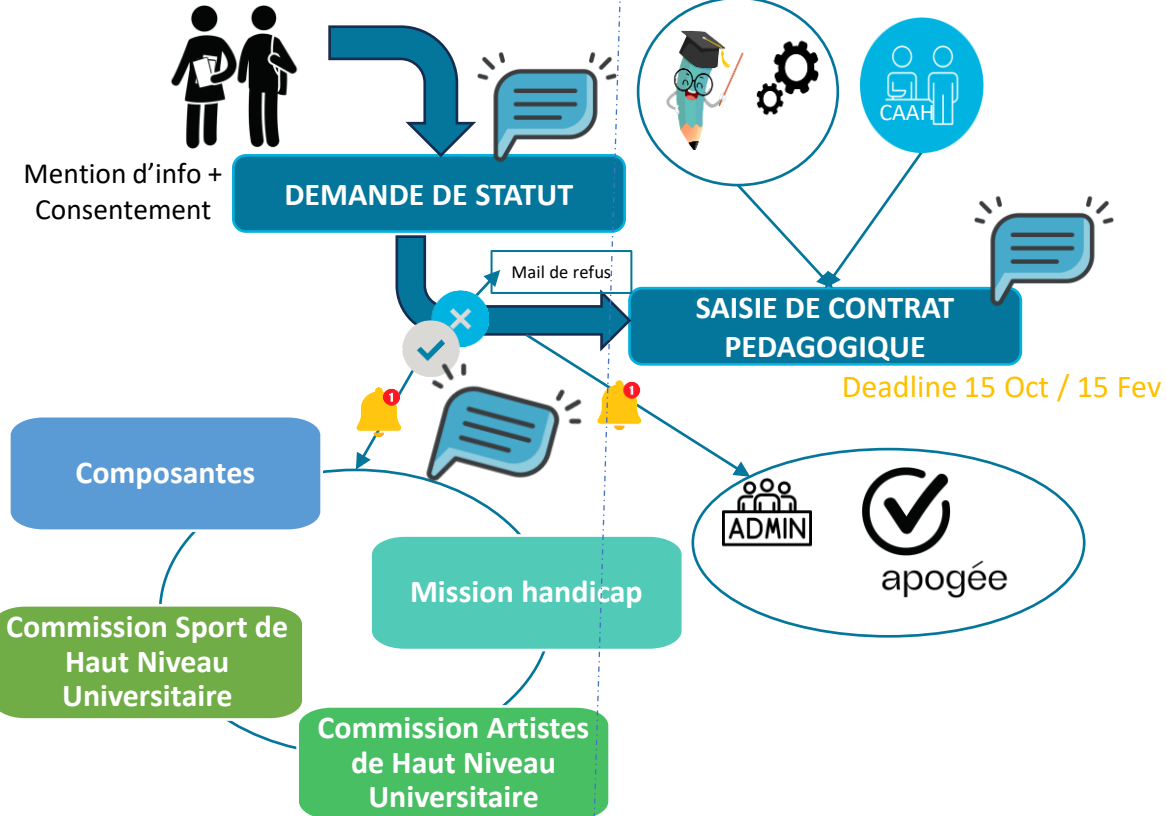 CAAH
Mention d'info +
Consentement
DEMANDE DE STATUT
Mail de refus
SAISIE DE CONTRAT
PEDAGOGIQUE
Deadline 15 Oct / 15 Fev
1
1
Composantes
ADMIN
apogée
Mission handicap
Commission Sport de
Haut Niveau
Universitaire
Commission Artistes
de Haut Niveau
Universitaire